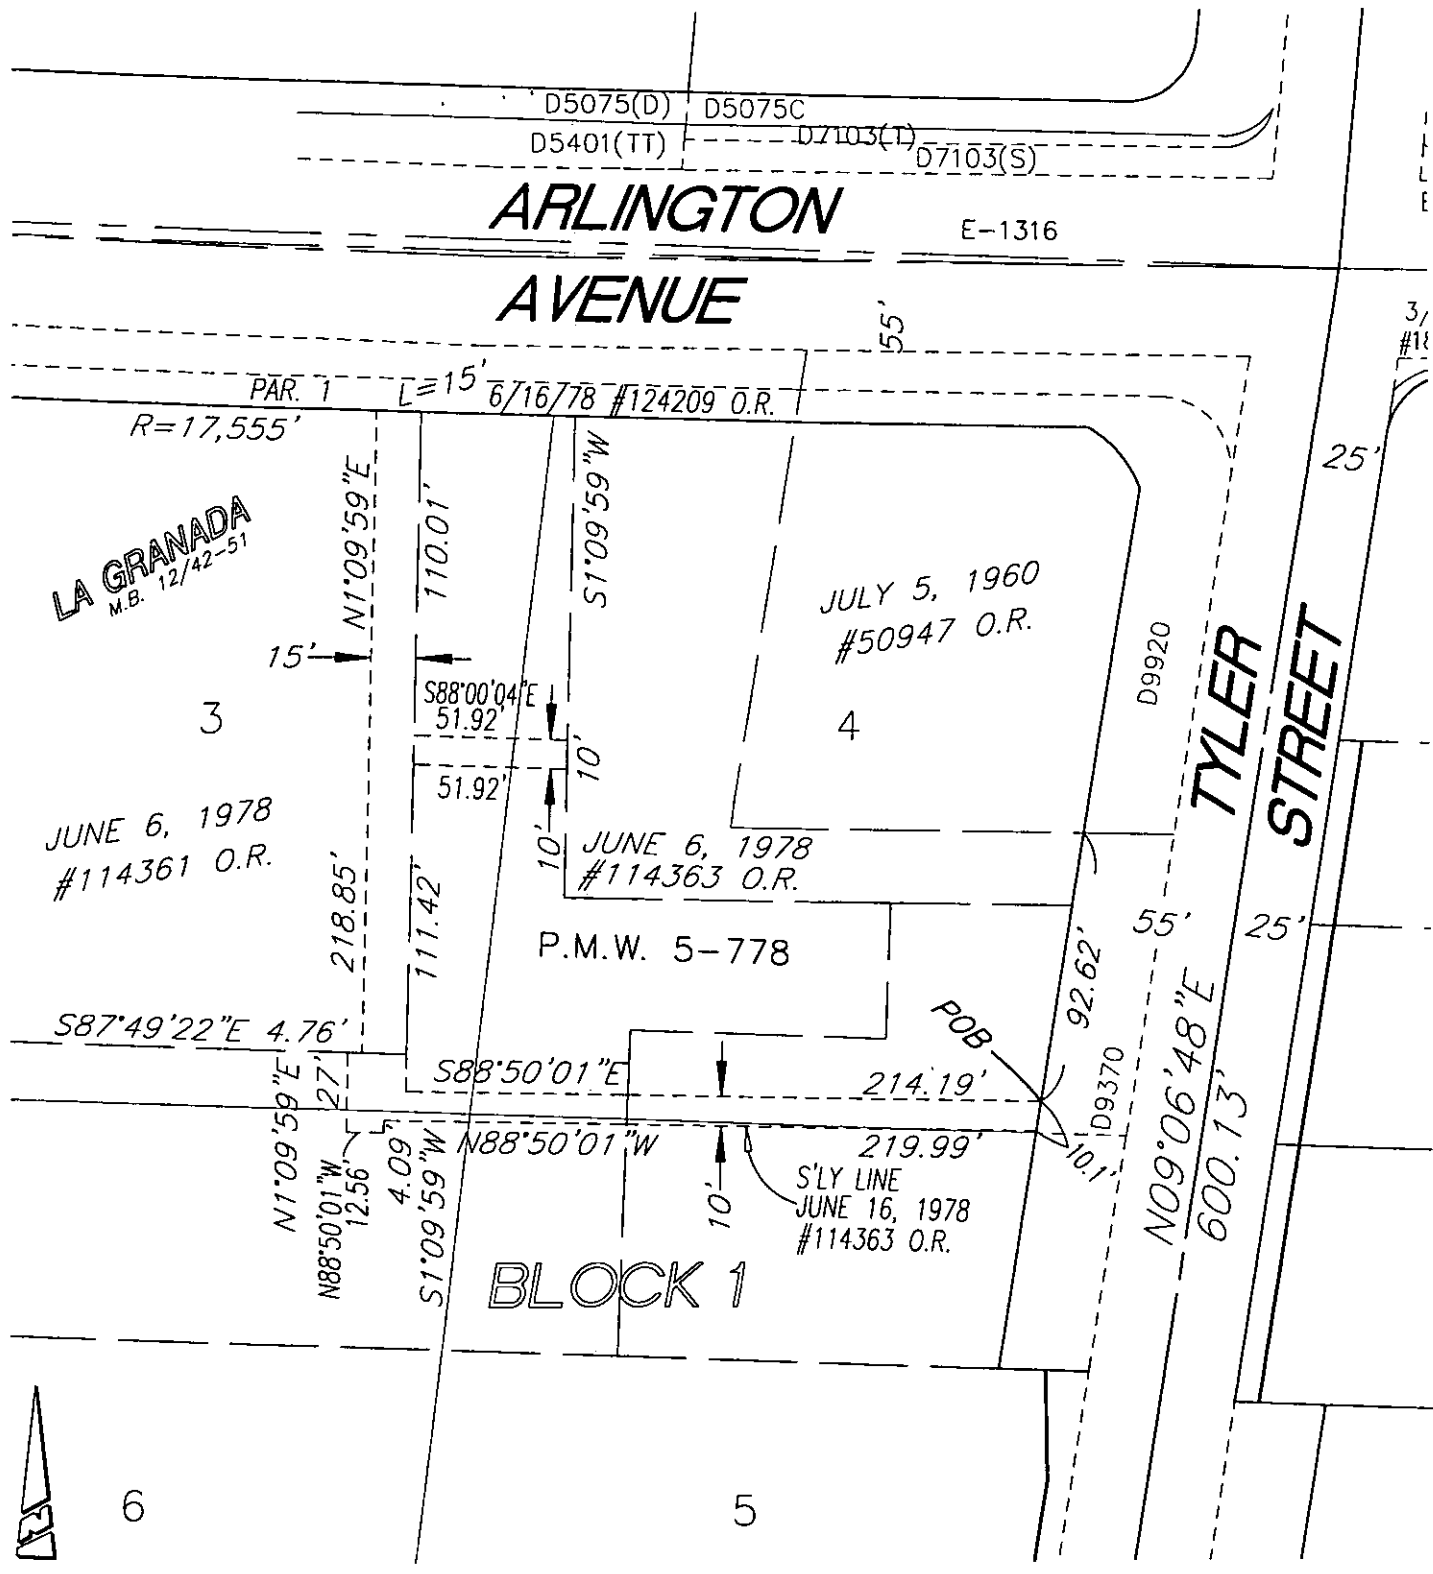 D5075(D)
D5075C
D5401(TT)
D7103(T)
D7103(S)
ARLINGTON
E-1316
AVENUE
55'
3/
#18
PAR. 1
L=15'
6/16/78 #124209 O.R.
R=17,555'
25'
N1°09'59"E
110.01'
S1°09'59"W
LA GRANADA
M.B. 12/42-51
JULY 5, 1960
#50947 O.R.
D9920
TYLER
STREET
15'
S88°00'04"E
51.92'
3
4
10'
51.92'
10'
JUNE 6, 1978
#114361 O.R.
JUNE 6, 1978
#114363 O.R.
218.85'
111.42'
P.M.W. 5-778
55'
25'
92.62'
POB
S87°49'22"E 4.76'
N09°06'48"E
600.13'
S88°50'01"E
214.19'
D9370
N1°09'59"E
27'
N88°50'01"W
219.99'
10.1'
N88°50'01"W
12.56'
4.09'
S1°09'59"W
10'
S'LY LINE
JUNE 16, 1978
#114363 O.R.
BLOCK 1
6
5
N